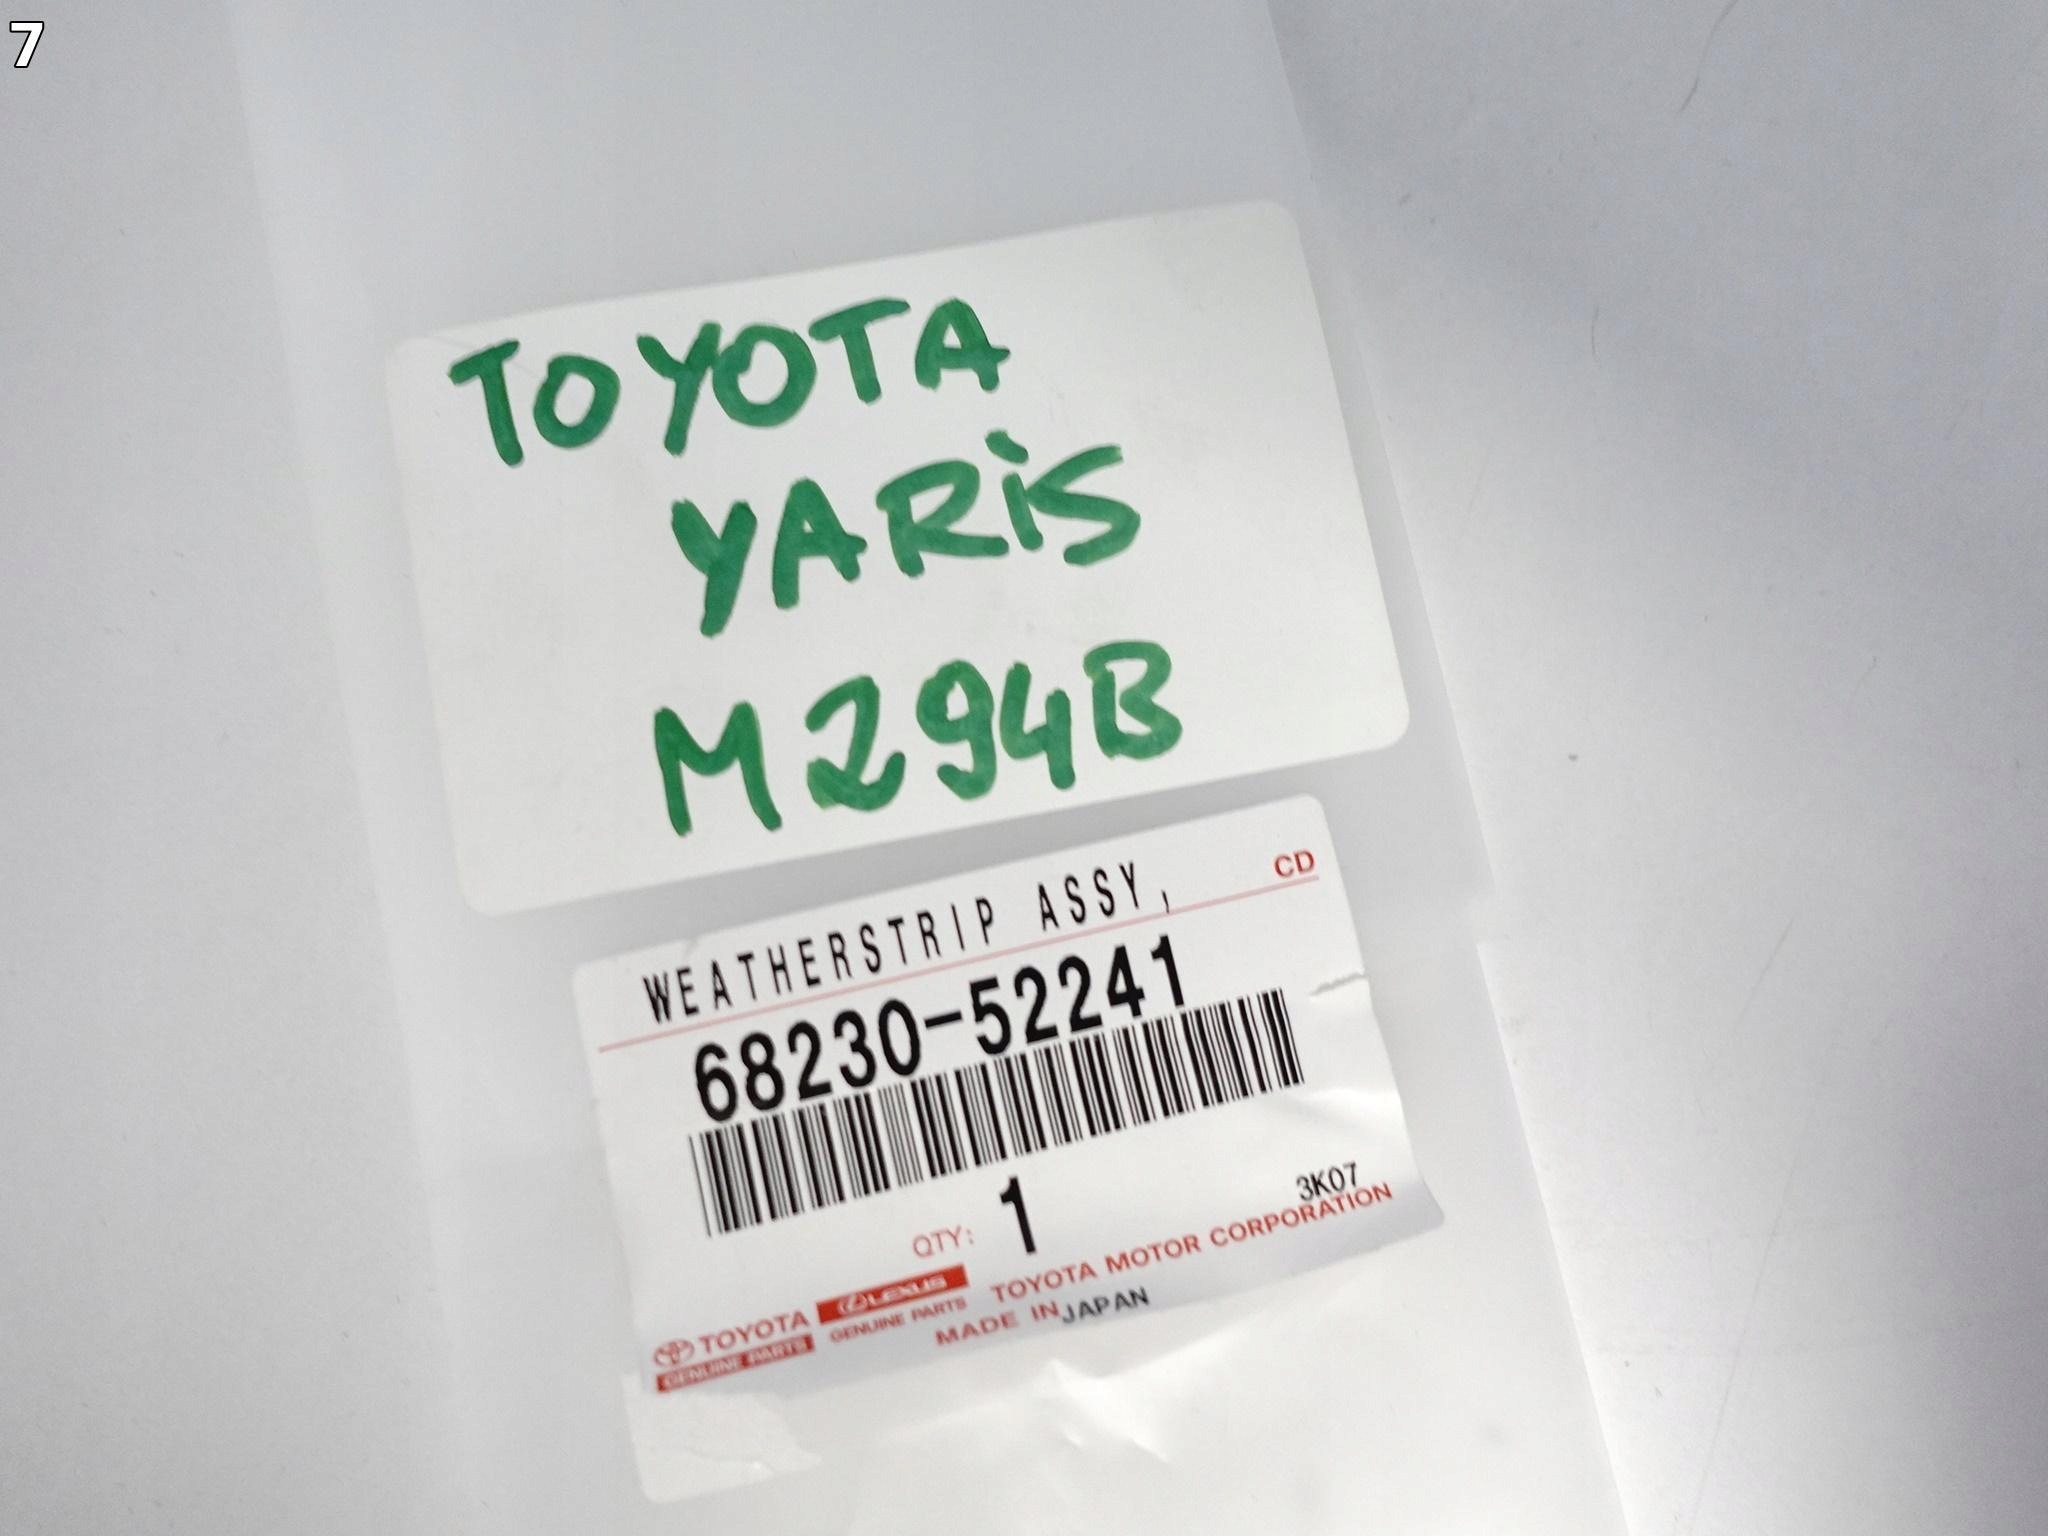 7
TOYOTA
YARiS
M294B
CD
WEATHERSTRIP ASSY,
68230-52241
QTY: 1
3K07
TOYOTA
GENUINE PARTS
LEXUS
GENUINE PARTS
TOYOTA MOTOR CORPORATION
MADE IN JAPAN